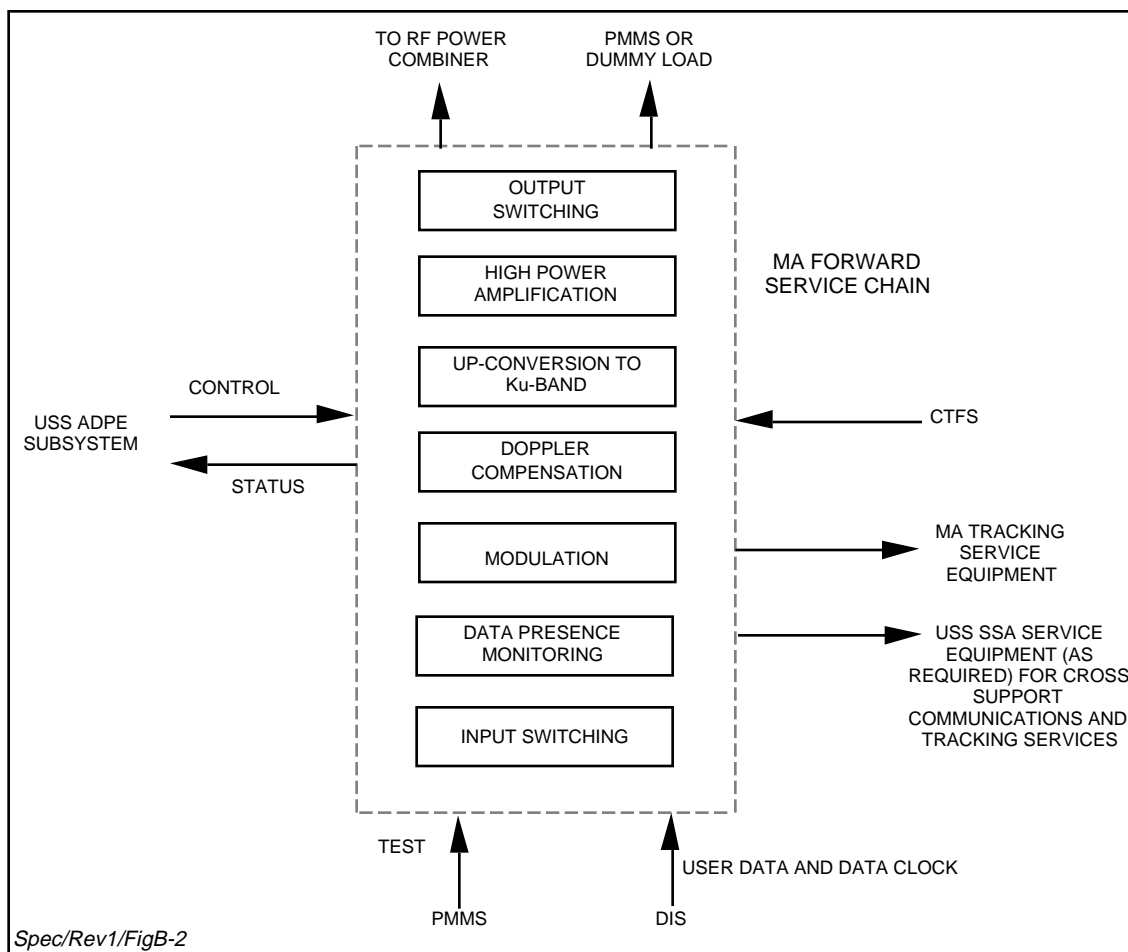 TO RF POWER
COMBINER
PMMS OR
DUMMY LOAD
OUTPUT
SWITCHING
HIGH POWER
AMPLIFICATION
MA FORWARD
SERVICE CHAIN
UP-CONVERSION TO
Ku-BAND
CONTROL
USS ADPE
SUBSYSTEM
STATUS
CTFS
DOPPLER
COMPENSATION
MODULATION
MA TRACKING
SERVICE
EQUIPMENT
DATA PRESENCE
MONITORING
USS SSA SERVICE
EQUIPMENT (AS
REQUIRED) FOR CROSS
SUPPORT
COMMUNICATIONS AND
TRACKING SERVICES
INPUT SWITCHING
TEST
USER DATA AND DATA CLOCK
PMMS
DIS
Spec/Rev1/FigB-2